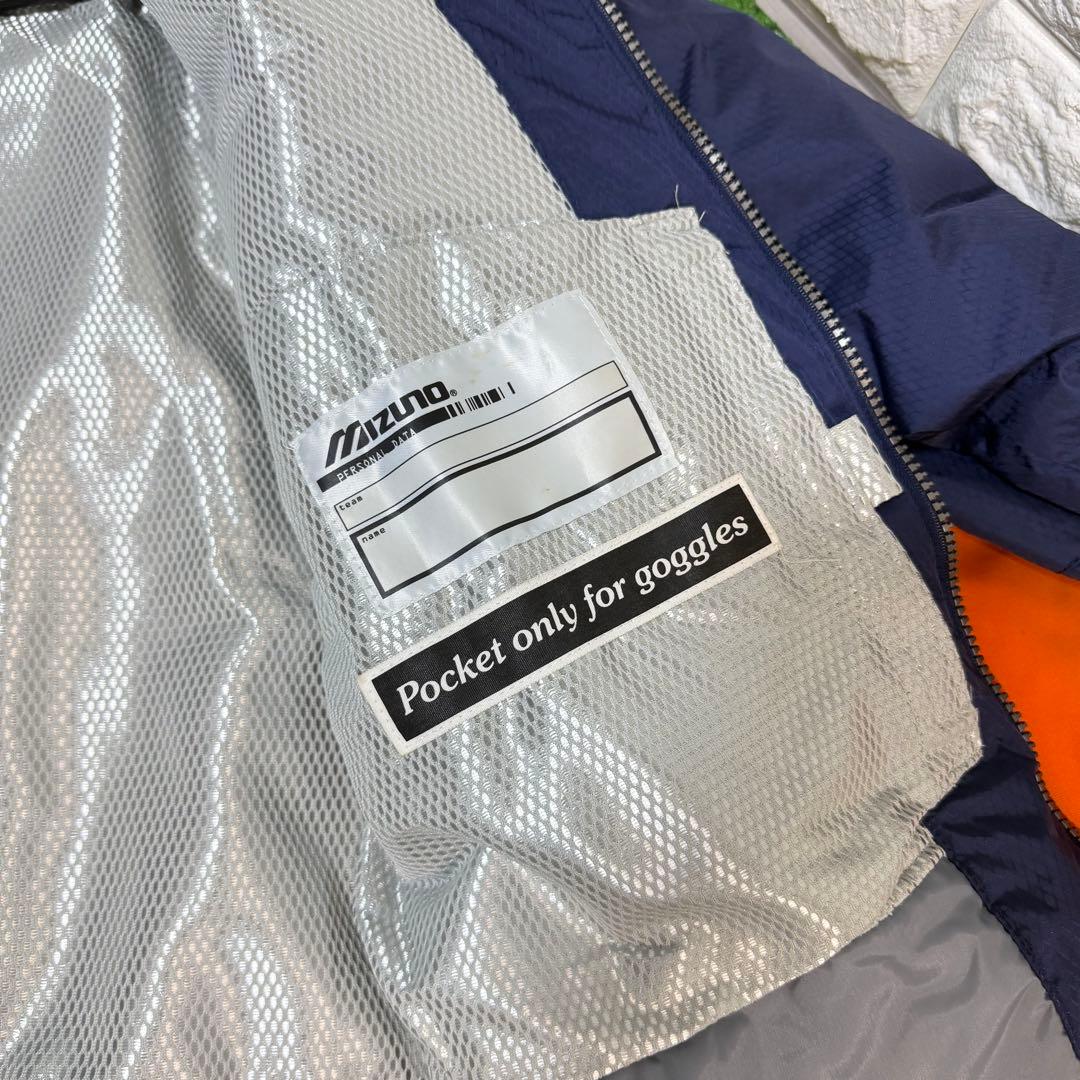 MIZUNO®
PERSONAL DATA
team
name
Pocket only for goggles